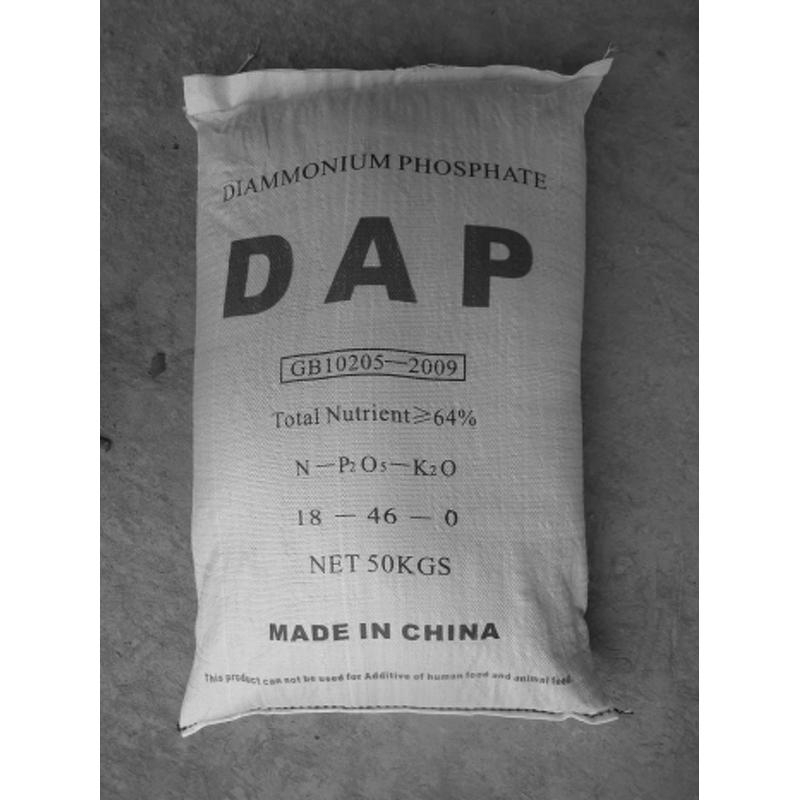 DIAMMONIUM PHOSPHATE
DAP
GB10205—2009
Total Nutrient≥64%
N—P₂O₅—K₂O
18 — 46 — 0
NET 50KGS
MADE IN CHINA
This product can not be used for Additive of human food and animal feed.